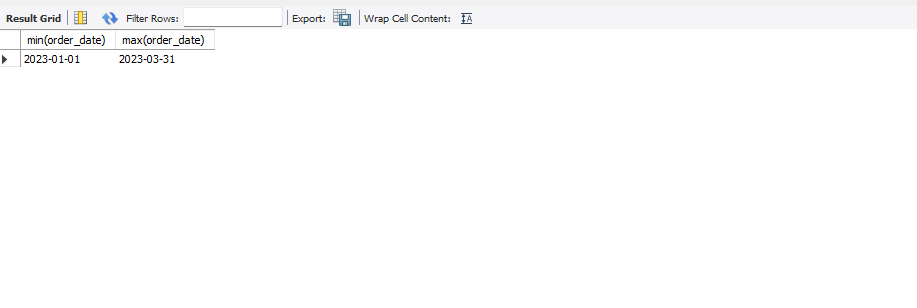 Result Grid Filter Rows: Export: Wrap Cell Content: A
min(order_date) max(order_date)
2023-01-01 2023-03-31